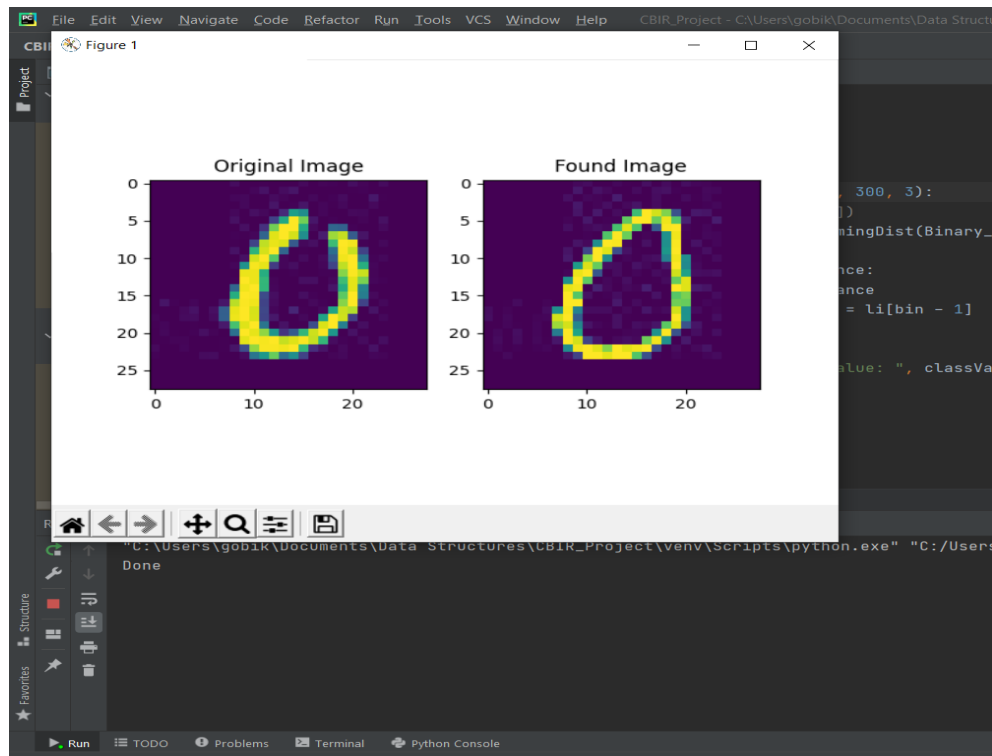 PC File Edit View Navigate Code Refactor Run Tools VCS Window Help CBIR_Project - C:\Users\gobik\Documents\Data Structu
CBI
Figure 1
Project
, 300, 3):
])
mingDist(Binary_
nce:
ance
= li[bin - 1]
alue: ", classVa
Original Image
Found Image
0
5
10
15
20
25
0 10 20
0
5
10
15
20
25
0 10 20
R
"C:\Users\gobik\Documents\Data Structures\CBIR_Project\venv\Scripts\python.exe" "C:/Users
Done
Structure
Favorites
Run TODO Problems Terminal Python Console